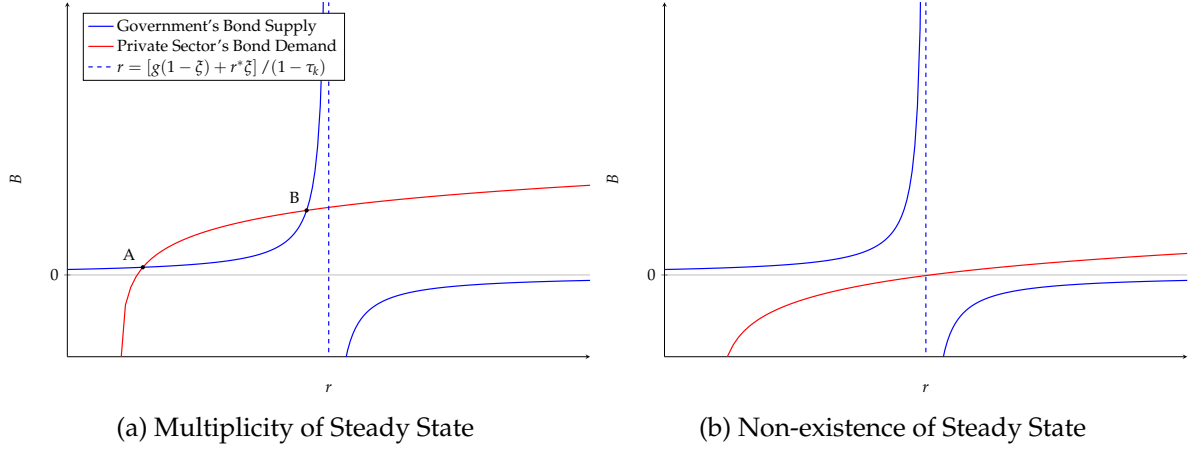 Government's Bond Supply
Private Sector's Bond Demand
r = [g(1 − ξ) + r*ξ] /(1 − τₖ)
B
A
B
0
r
(a) Multiplicity of Steady State
B
0
r
(b) Non-existence of Steady State